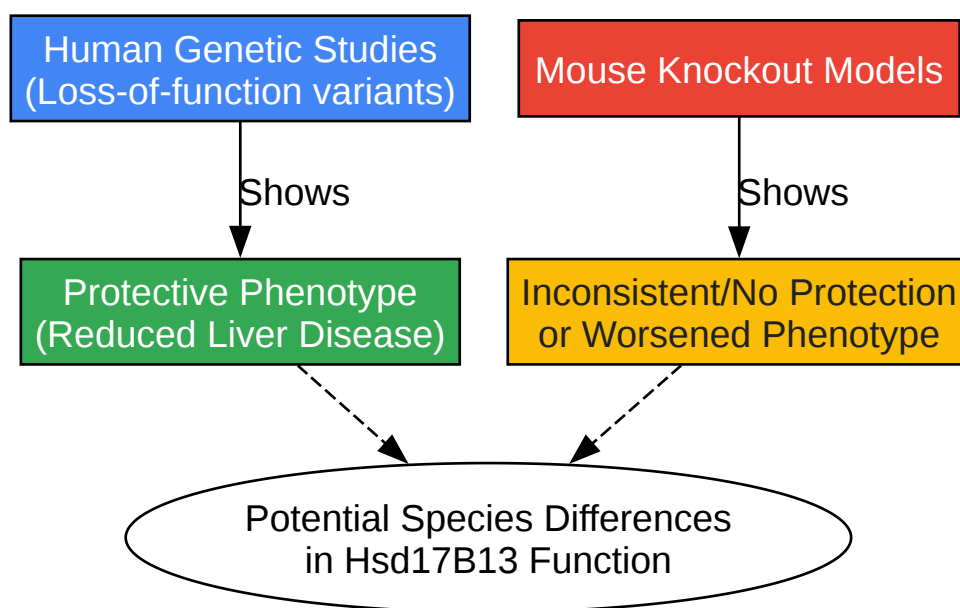 Human Genetic Studies
(Loss-of-function variants)
Mouse Knockout Models
Shows
Shows
Protective Phenotype
(Reduced Liver Disease)
Inconsistent/No Protection
or Worsened Phenotype
Potential Species Differences
in Hsd17B13 Function